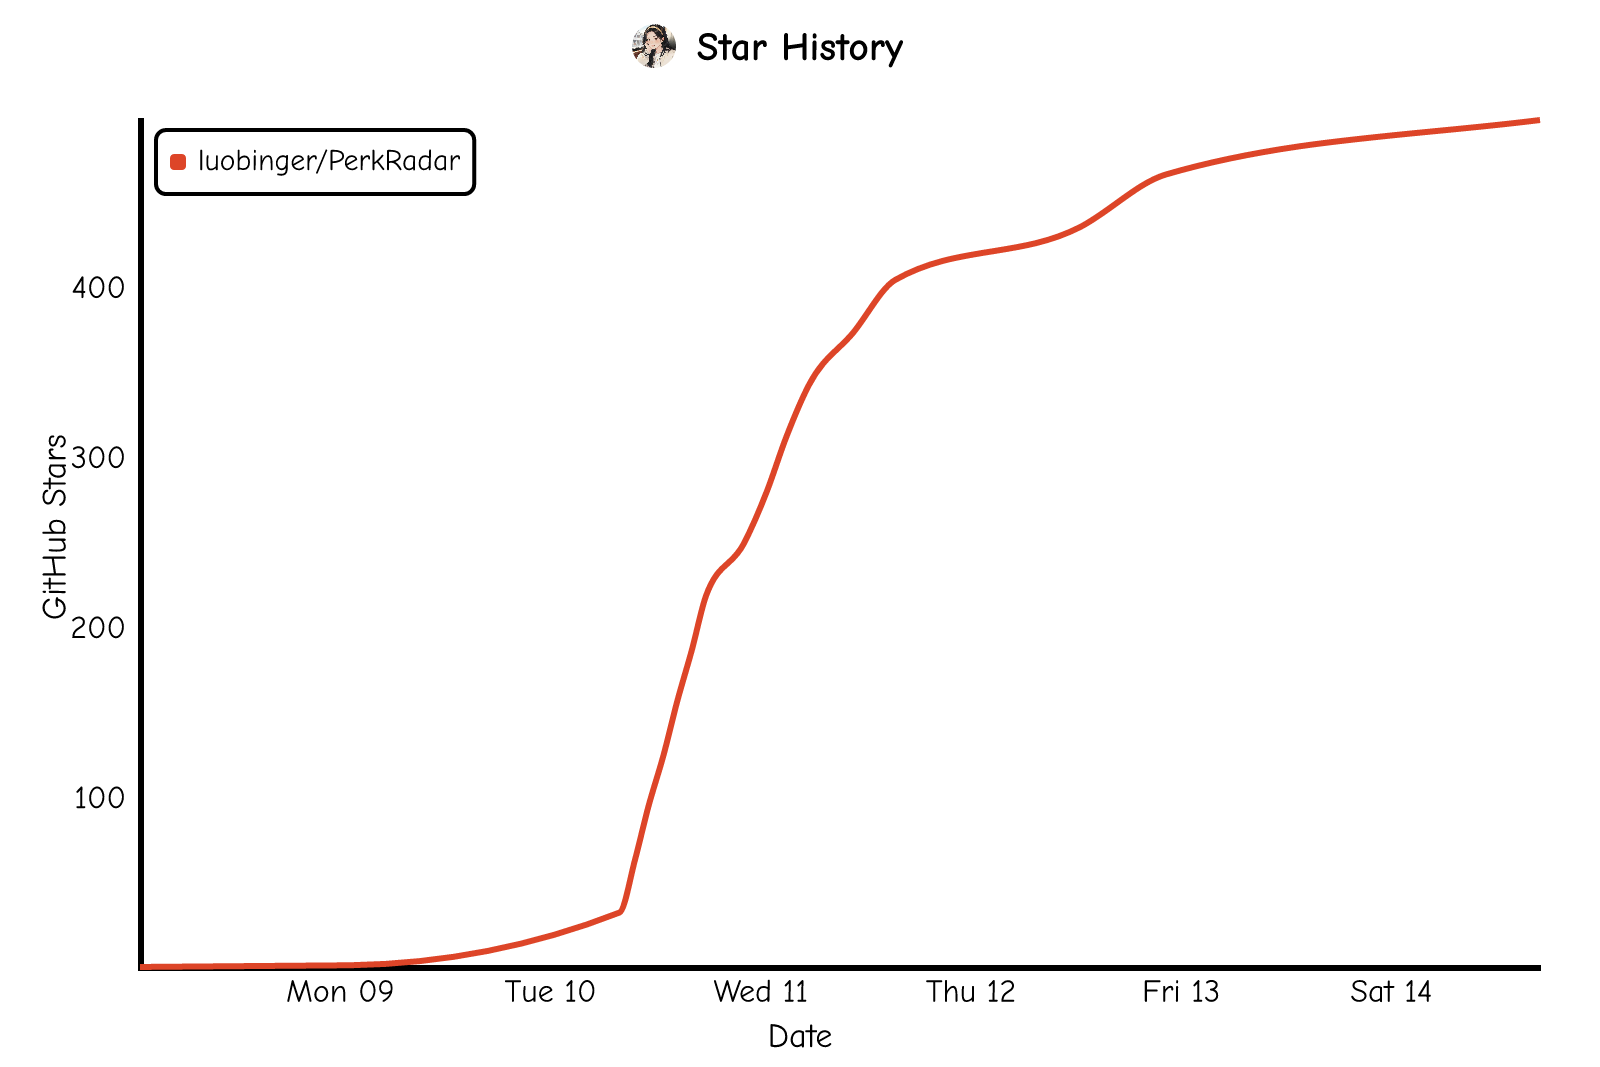 Star History
luobinger/PerkRadar
400
300
200
100
GitHub Stars
Mon 09
Tue 10
Wed 11
Thu 12
Fri 13
Sat 14
Date